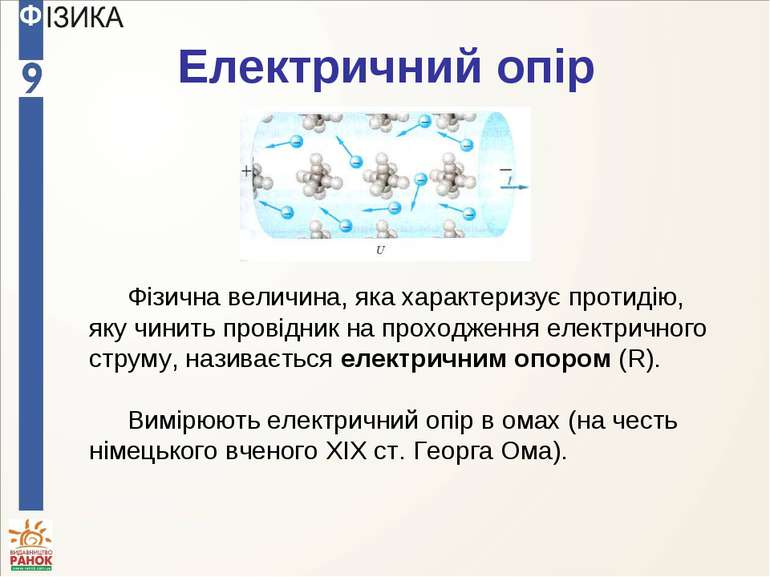 ФІЗИКА
9
Електричний опір
+
−
I
U
Фізична величина, яка характеризує протидію,
яку чинить провідник на проходження електричного
струму, називається електричним опором (R).
Вимірюють електричний опір в омах (на честь
німецького вченого ХІХ ст. Георга Ома).
ВИДАВНИЦТВО
РАНОК